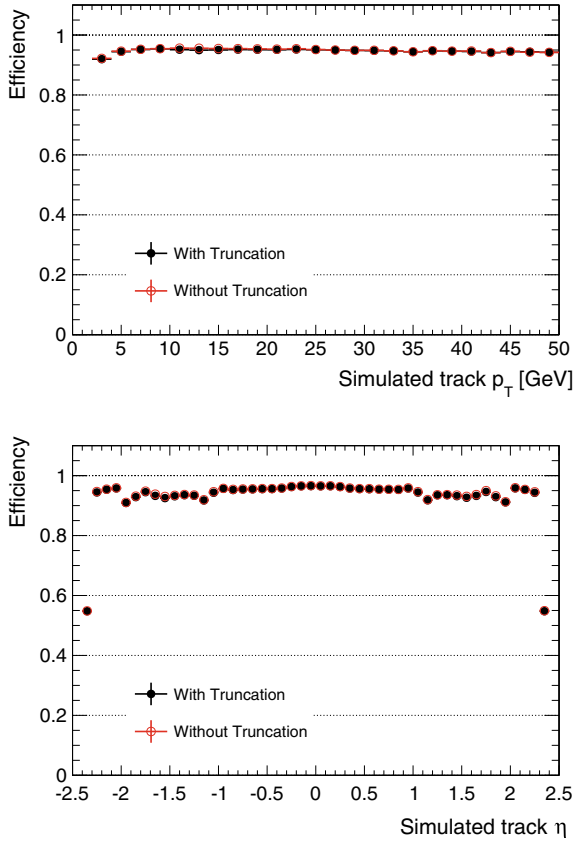 Efficiency
1
0.8
0.6
0.4
0.2
0
With Truncation
Without Truncation
0 5 10 15 20 25 30 35 40 45 50
Simulated track pT [GeV]
Efficiency
1
0.8
0.6
0.4
0.2
0
With Truncation
Without Truncation
-2.5 -2 -1.5 -1 -0.5 0 0.5 1 1.5 2 2.5
Simulated track η